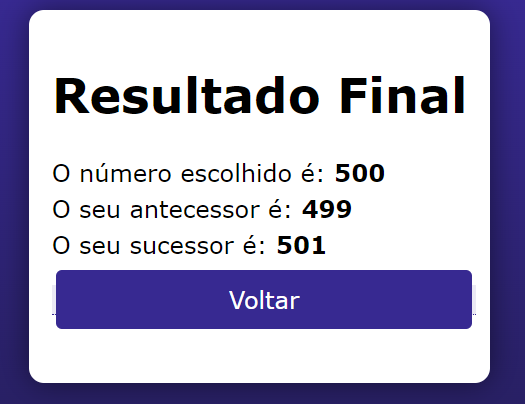 Resultado Final
O número escolhido é: 500
O seu antecessor é: 499
O seu sucessor é: 501
Voltar